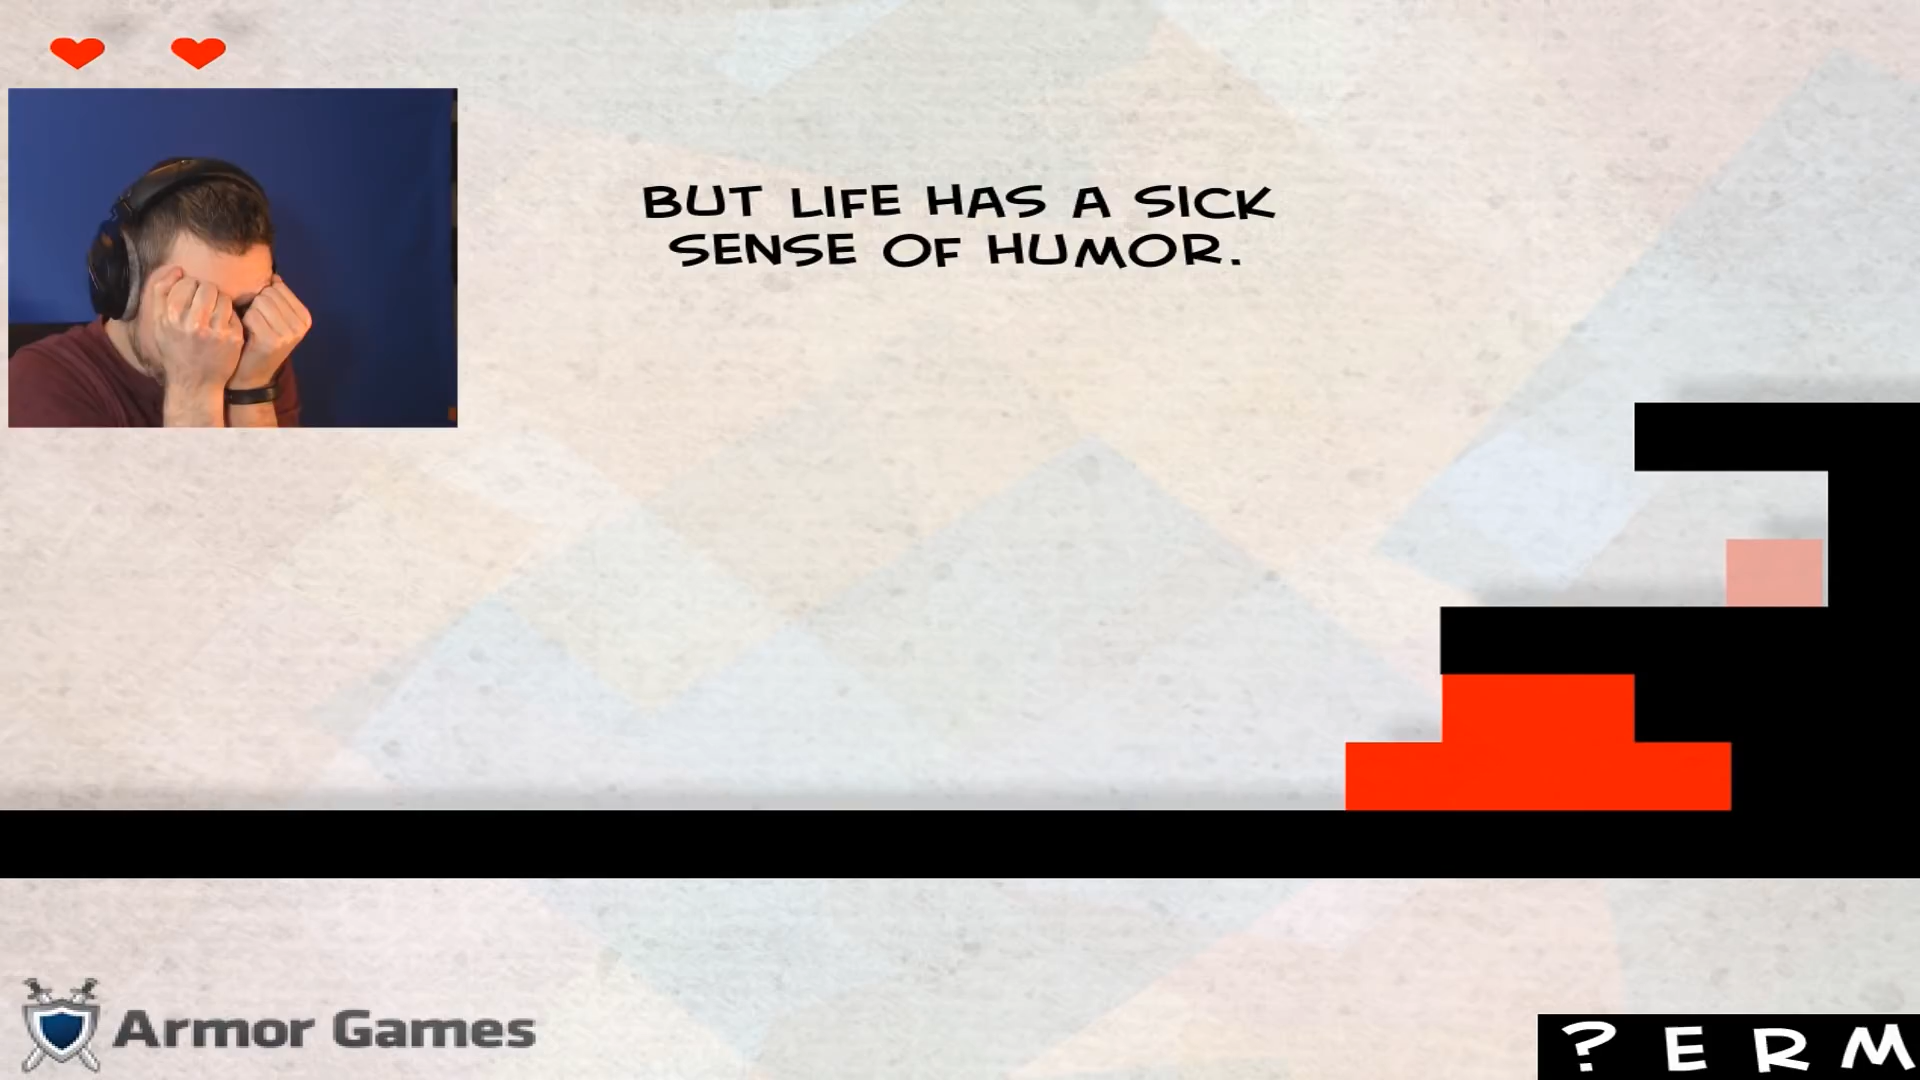 BUT LIFE HAS A SICK
SENSE OF HUMOR.
Armor Games
? E R M